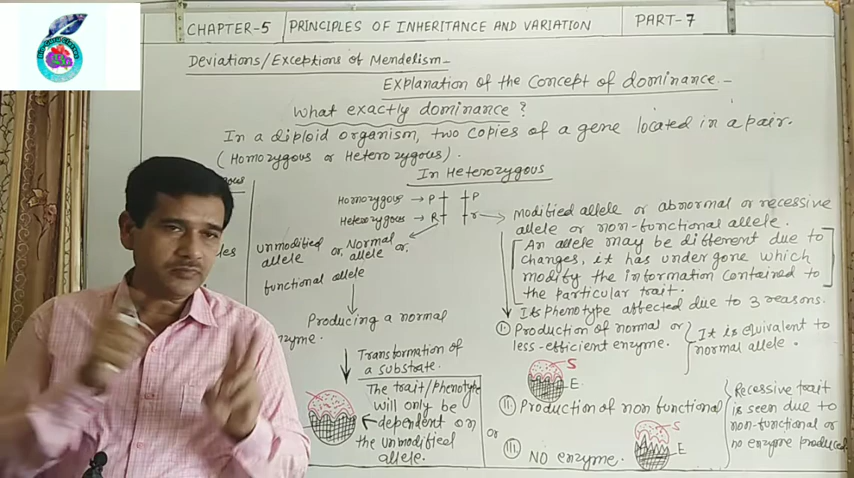 CHAPTER-5 PRINCIPLES OF INHERITANCE AND VARIATION PART-7
Deviations/Exceptions of Mendelism.
Explanation of the Concept of dominance.-
What exactly dominance?
In a diploid organism, two copies of a gene located in a pair.
(Homozygous or Heterozygous).
In Heterozygous
Homozygous → P P
Heterozygous → R r
Modified allele or abnormal or recessive
allele or non-functional allele.
An allele may be different due to
changes, it has undergone which
modify the information contained to
the particular trait.
Its phenotype affected due to 3 reasons.
unmodified or, Normal or,
allele allele
functional allele
Producing a normal
enzyme.
Transformation of
a substrate.
The trait/phenotype
will only be
dependent on
the unmodified
allele.
I. Production of normal or
less-efficient enzyme.
It is equivalent to
normal allele.
S
E
II. Production of non functional
or
III. NO enzyme.
S
E
Recessive trait
is seen due to
non-functional or
no enzyme produced